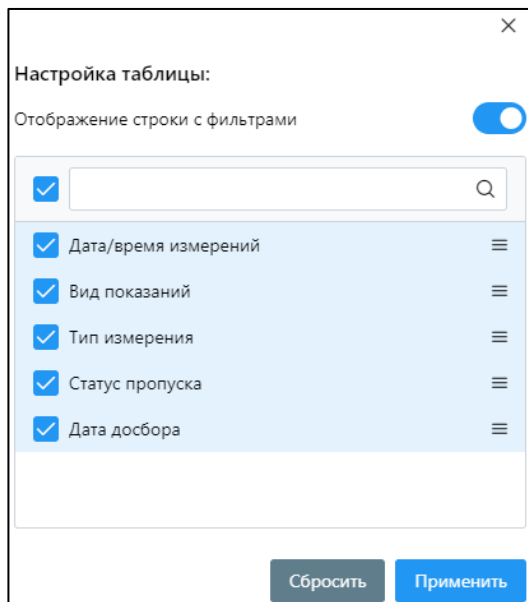 Настройка таблицы:
Отображение строки с фильтрами
Дата/время измерений
Вид показаний
Тип измерения
Статус пропуска
Дата досбора
Сбросить
Применить